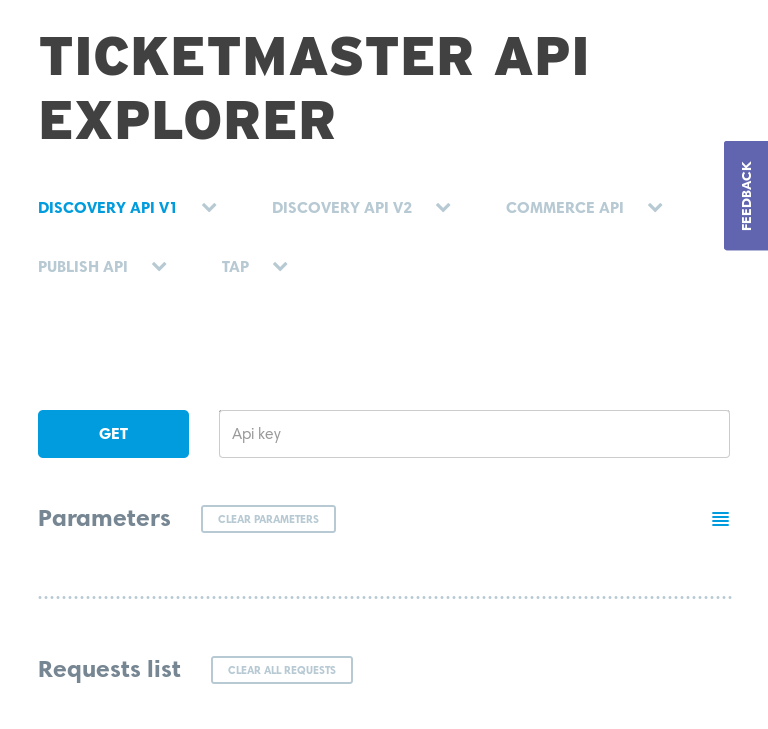 TICKETMASTER API
EXPLORER
FEEDBACK
DISCOVERY API V1
DISCOVERY API V2
COMMERCE API
PUBLISH API
TAP
GET
Api key
Parameters
CLEAR PARAMETERS
Requests list
CLEAR ALL REQUESTS